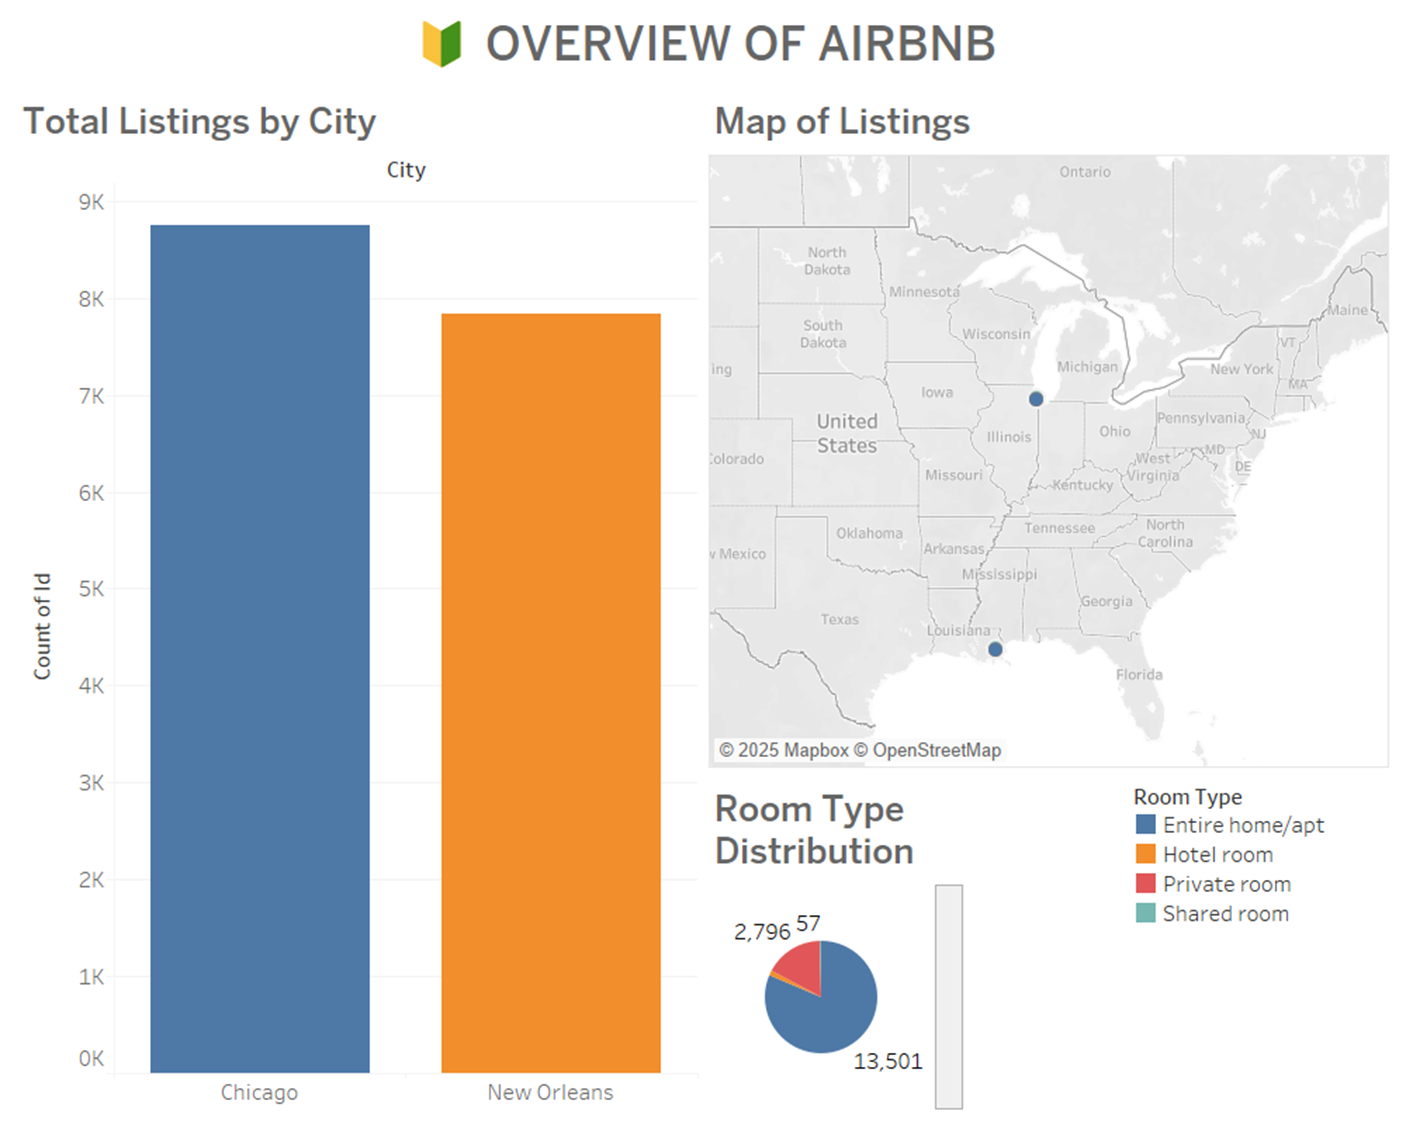 OVERVIEW OF AIRBNB
Total Listings by City
City
9K
8K
7K
6K
5K
4K
3K
2K
1K
0K
Count of Id
Chicago
New Orleans
Map of Listings
Ontario
North
Dakota
Minnesota
South
Dakota
Wisconsin
Michigan
Maine
VT
New York
MA
ing
Iowa
United
States
Illinois
Ohio
Pennsylvania
NJ
MD
DE
West
Virginia
olorado
Missouri
Kentucky
Oklahoma
Tennessee
North
Carolina
w Mexico
Arkansas
Mississippi
Georgia
Texas
Louisiana
Florida
© 2025 Mapbox © OpenStreetMap
Room Type
Distribution
2,796
57
13,501
Room Type
Entire home/apt
Hotel room
Private room
Shared room